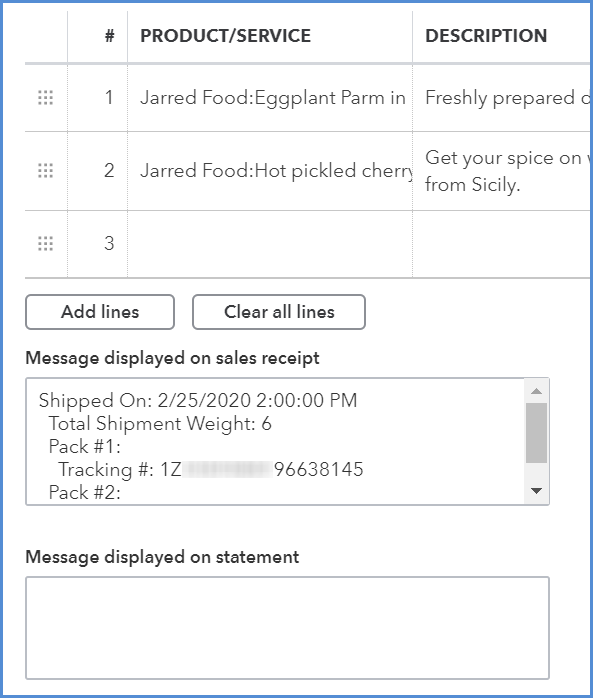 # PRODUCT/SERVICE DESCRIPTION
1 Jarred Food:Eggplant Parm in Freshly prepared
2 Jarred Food:Hot pickled cherry Get your spice on
from Sicily.
3
Add lines Clear all lines
Message displayed on sales receipt
Shipped On: 2/25/2020 2:00:00 PM
Total Shipment Weight: 6
Pack #1:
Tracking #: 1Z 96638145
Pack #2:
Message displayed on statement